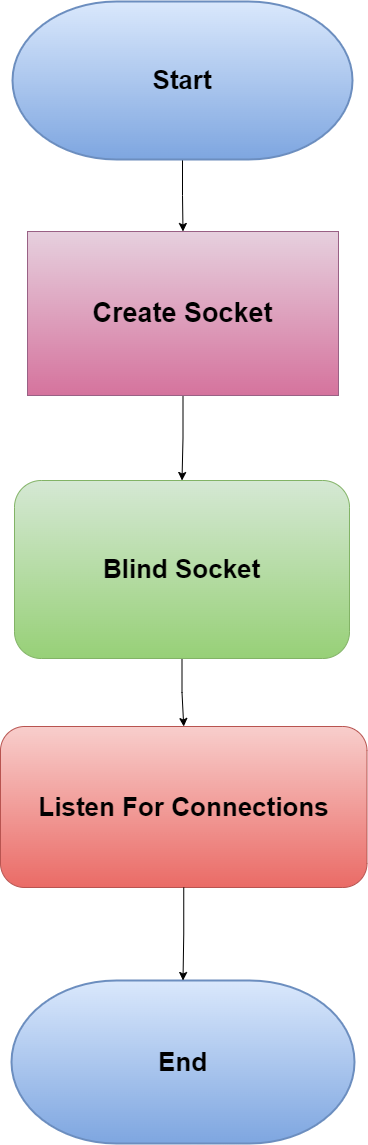 Start
Create Socket
Blind Socket
Listen For Connections
End